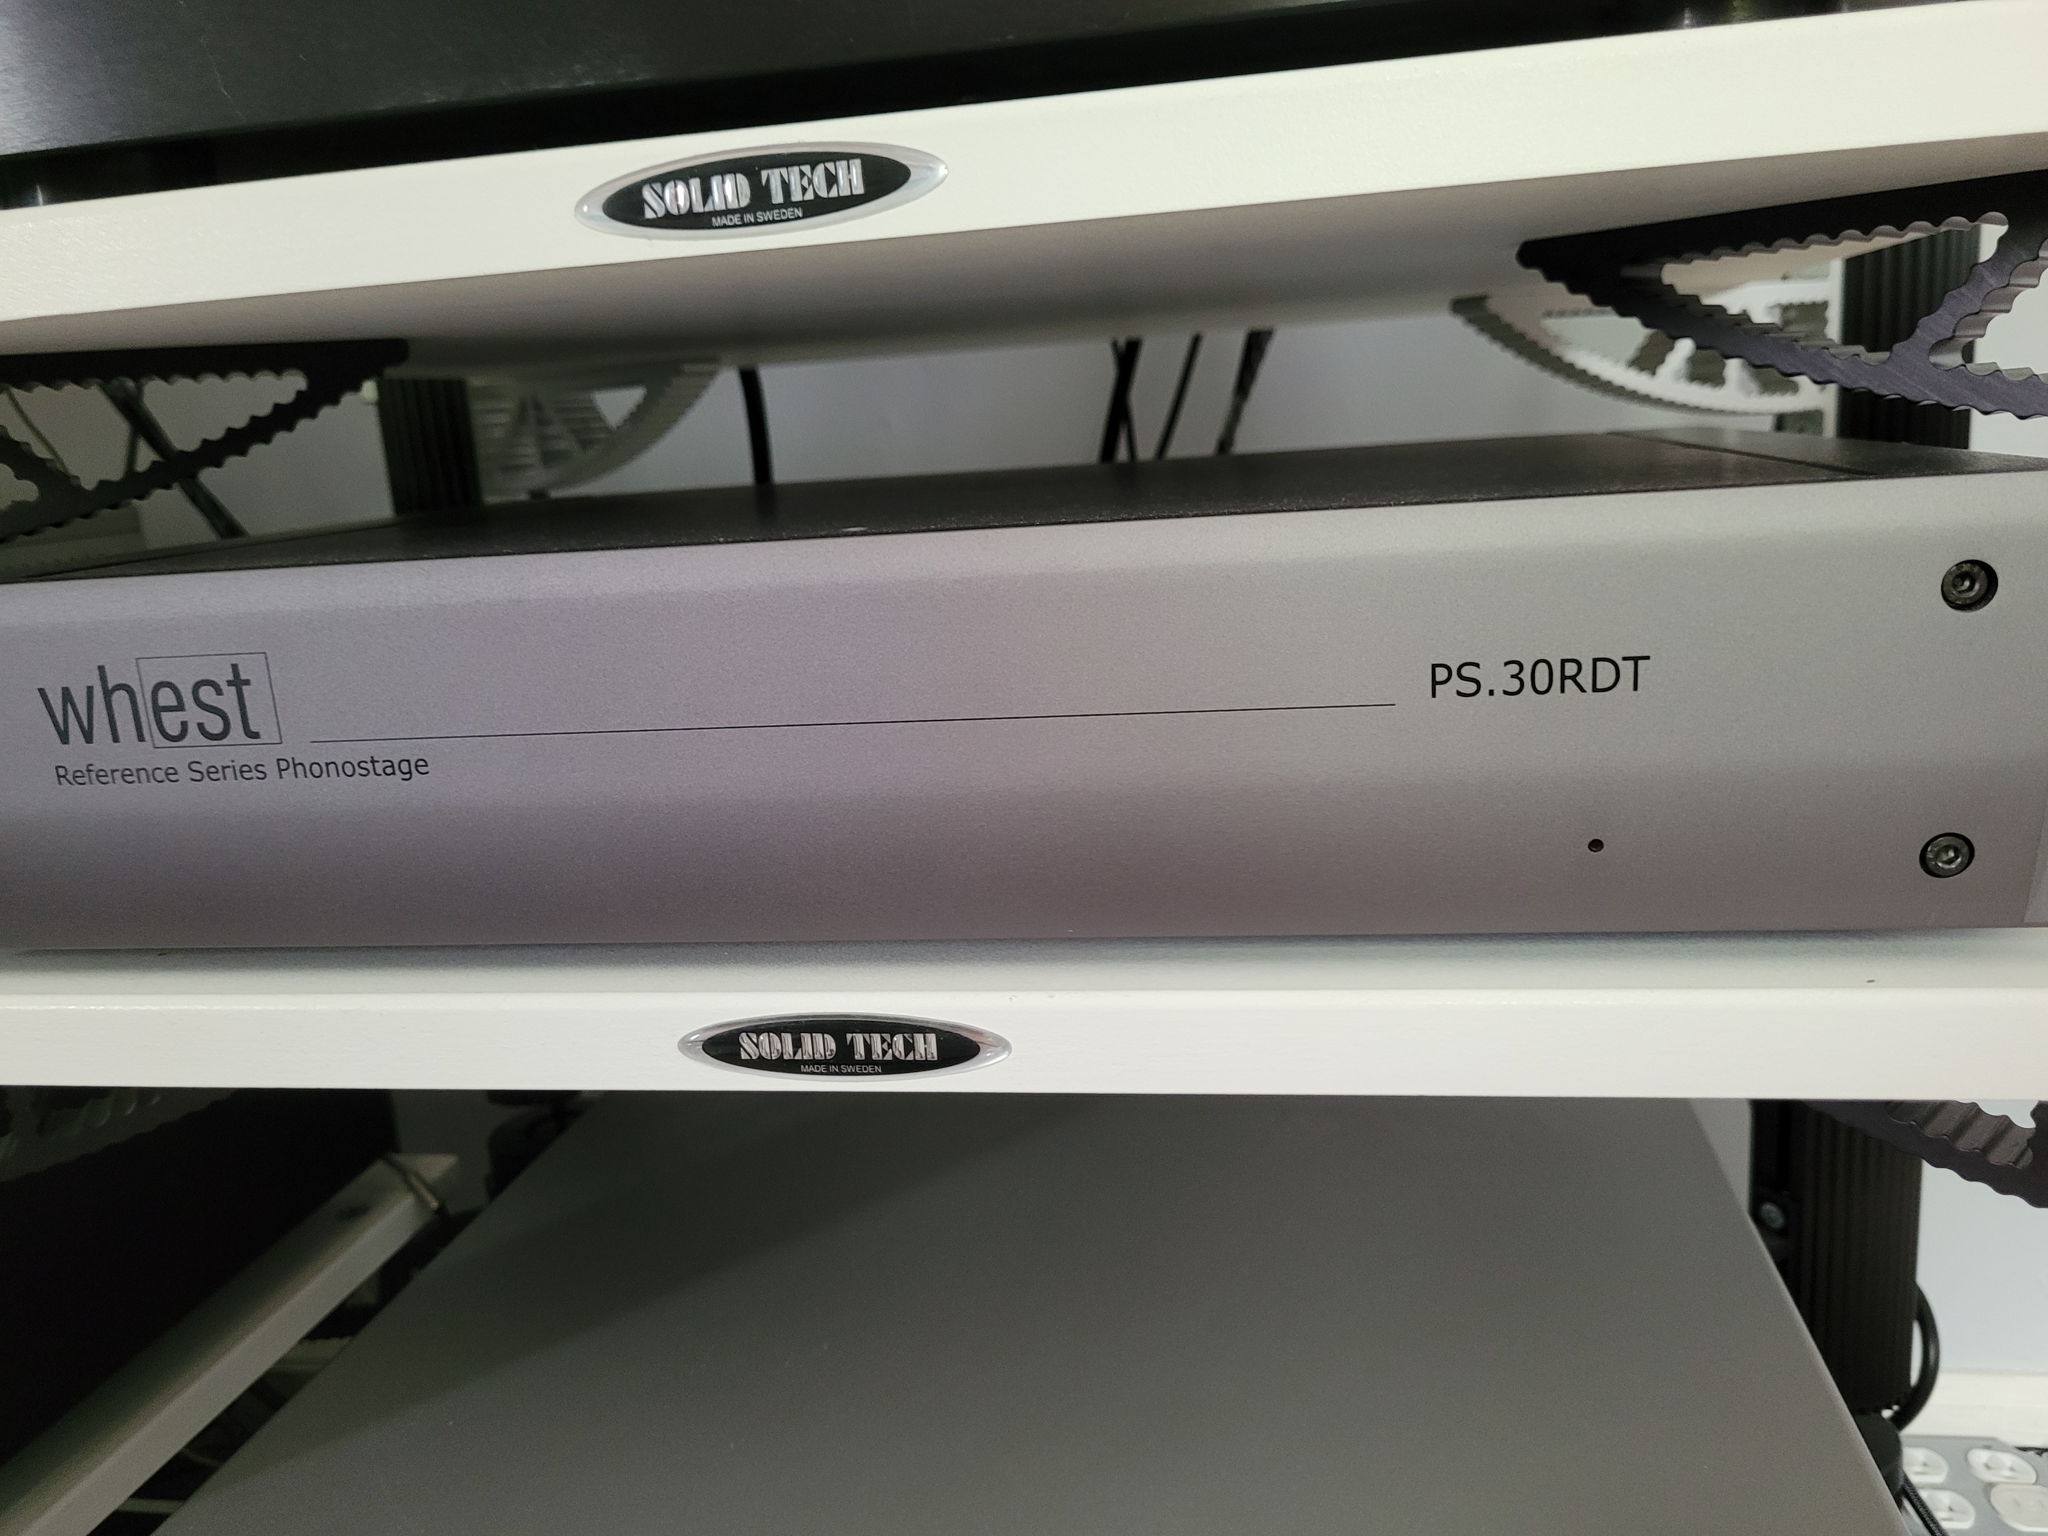 SOLID TECH
MADE IN SWEDEN
whest
PS.30RDT
Reference Series Phonostage
SOLID TECH
MADE IN SWEDEN